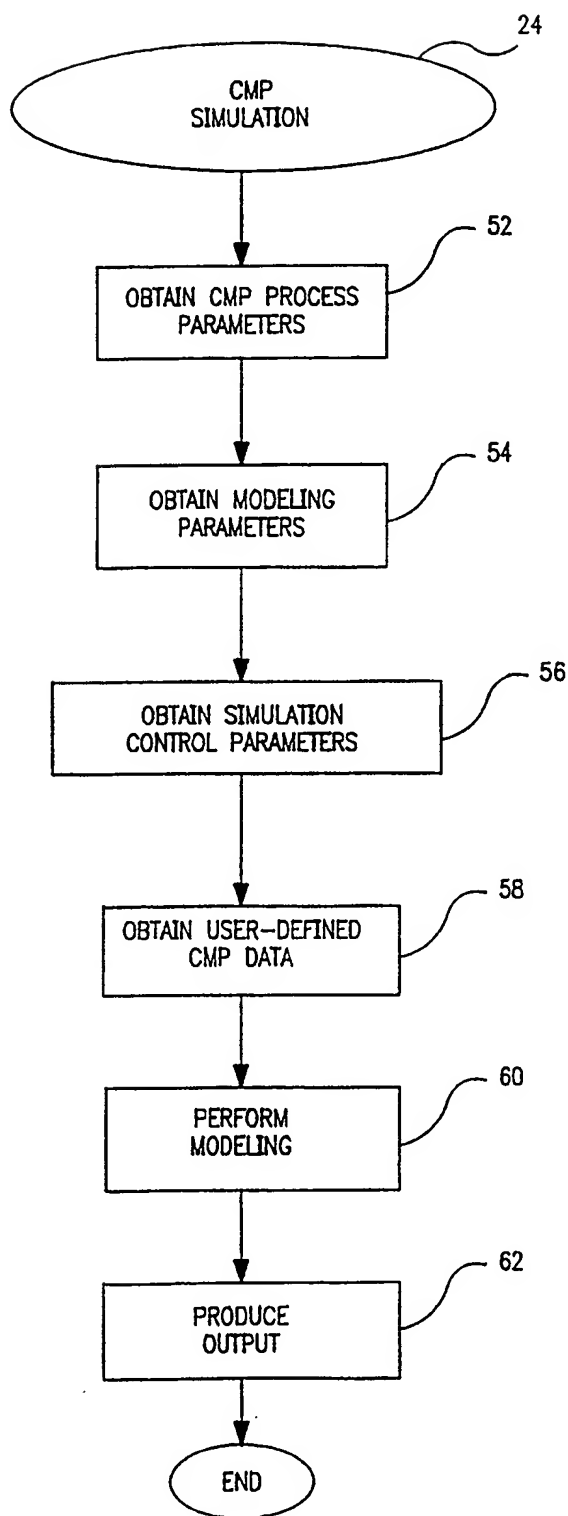 24
CMP
SIMULATION
52
OBTAIN CMP PROCESS
PARAMETERS
54
OBTAIN MODELING
PARAMETERS
56
OBTAIN SIMULATION
CONTROL PARAMETERS
58
OBTAIN USER-DEFINED
CMP DATA
60
PERFORM
MODELING
62
PRODUCE
OUTPUT
END